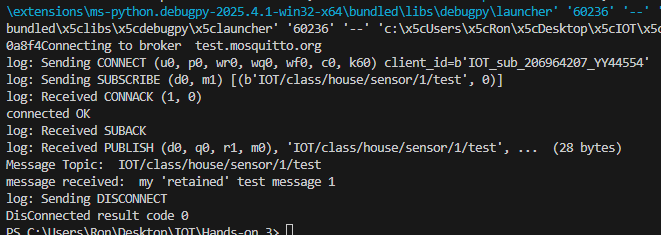 \extensions\ms-python.debugpy-2025.4.1-win32-x64\bundled\libs\debugpy\launcher' '60236' '--' '
bundled\x5clibs\x5cdebugpy\x5clauncher' '60236' '--' 'c:\x5cUsers\x5cRon\x5cDesktop\x5cIOT\x5c
0a8f4Connecting to broker  test.mosquitto.org
log: Sending CONNECT (u0, p0, wr0, wq0, wf0, c0, k60) client_id=b'IOT_sub_206964207_YY44554'
log: Sending SUBSCRIBE (d0, m1) [(b'IOT/class/house/sensor/1/test', 0)]
log: Received CONNACK (1, 0)
connected OK
log: Received SUBACK
log: Received PUBLISH (d0, q0, r1, m0), 'IOT/class/house/sensor/1/test', ...  (28 bytes)
Message Topic:  IOT/class/house/sensor/1/test
message received:  my 'retained' test message 1
log: Sending DISCONNECT
DisConnected result code 0
PS C:\Users\Ron\Desktop\IOT\Hands-on 3>